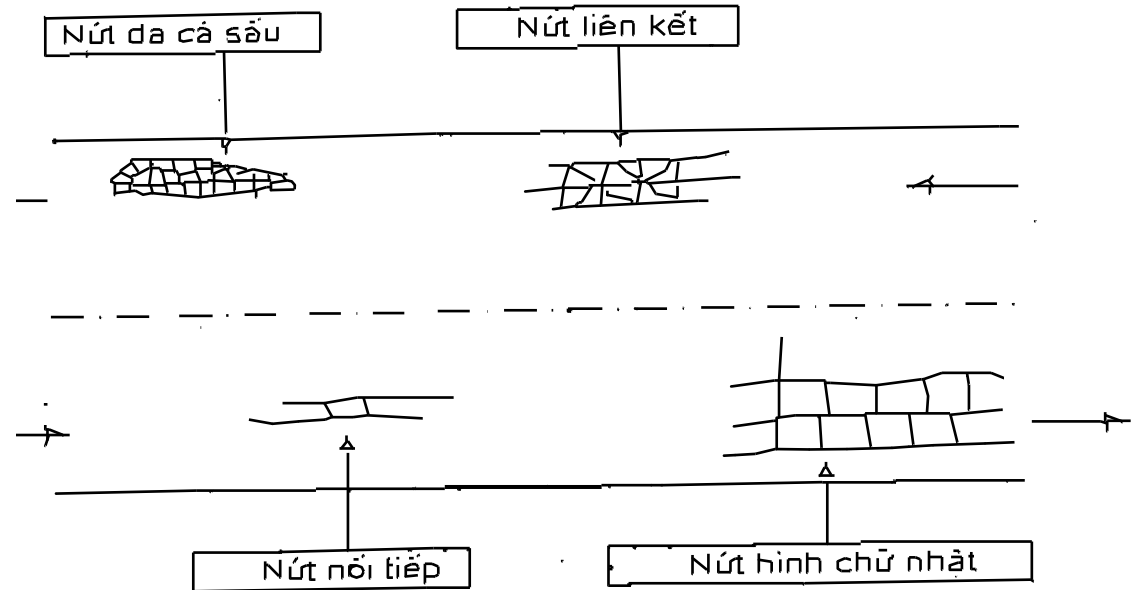 Nứt da cá sấu
Nứt liên kết
Nứt nối tiếp
Nứt hình chữ nhật